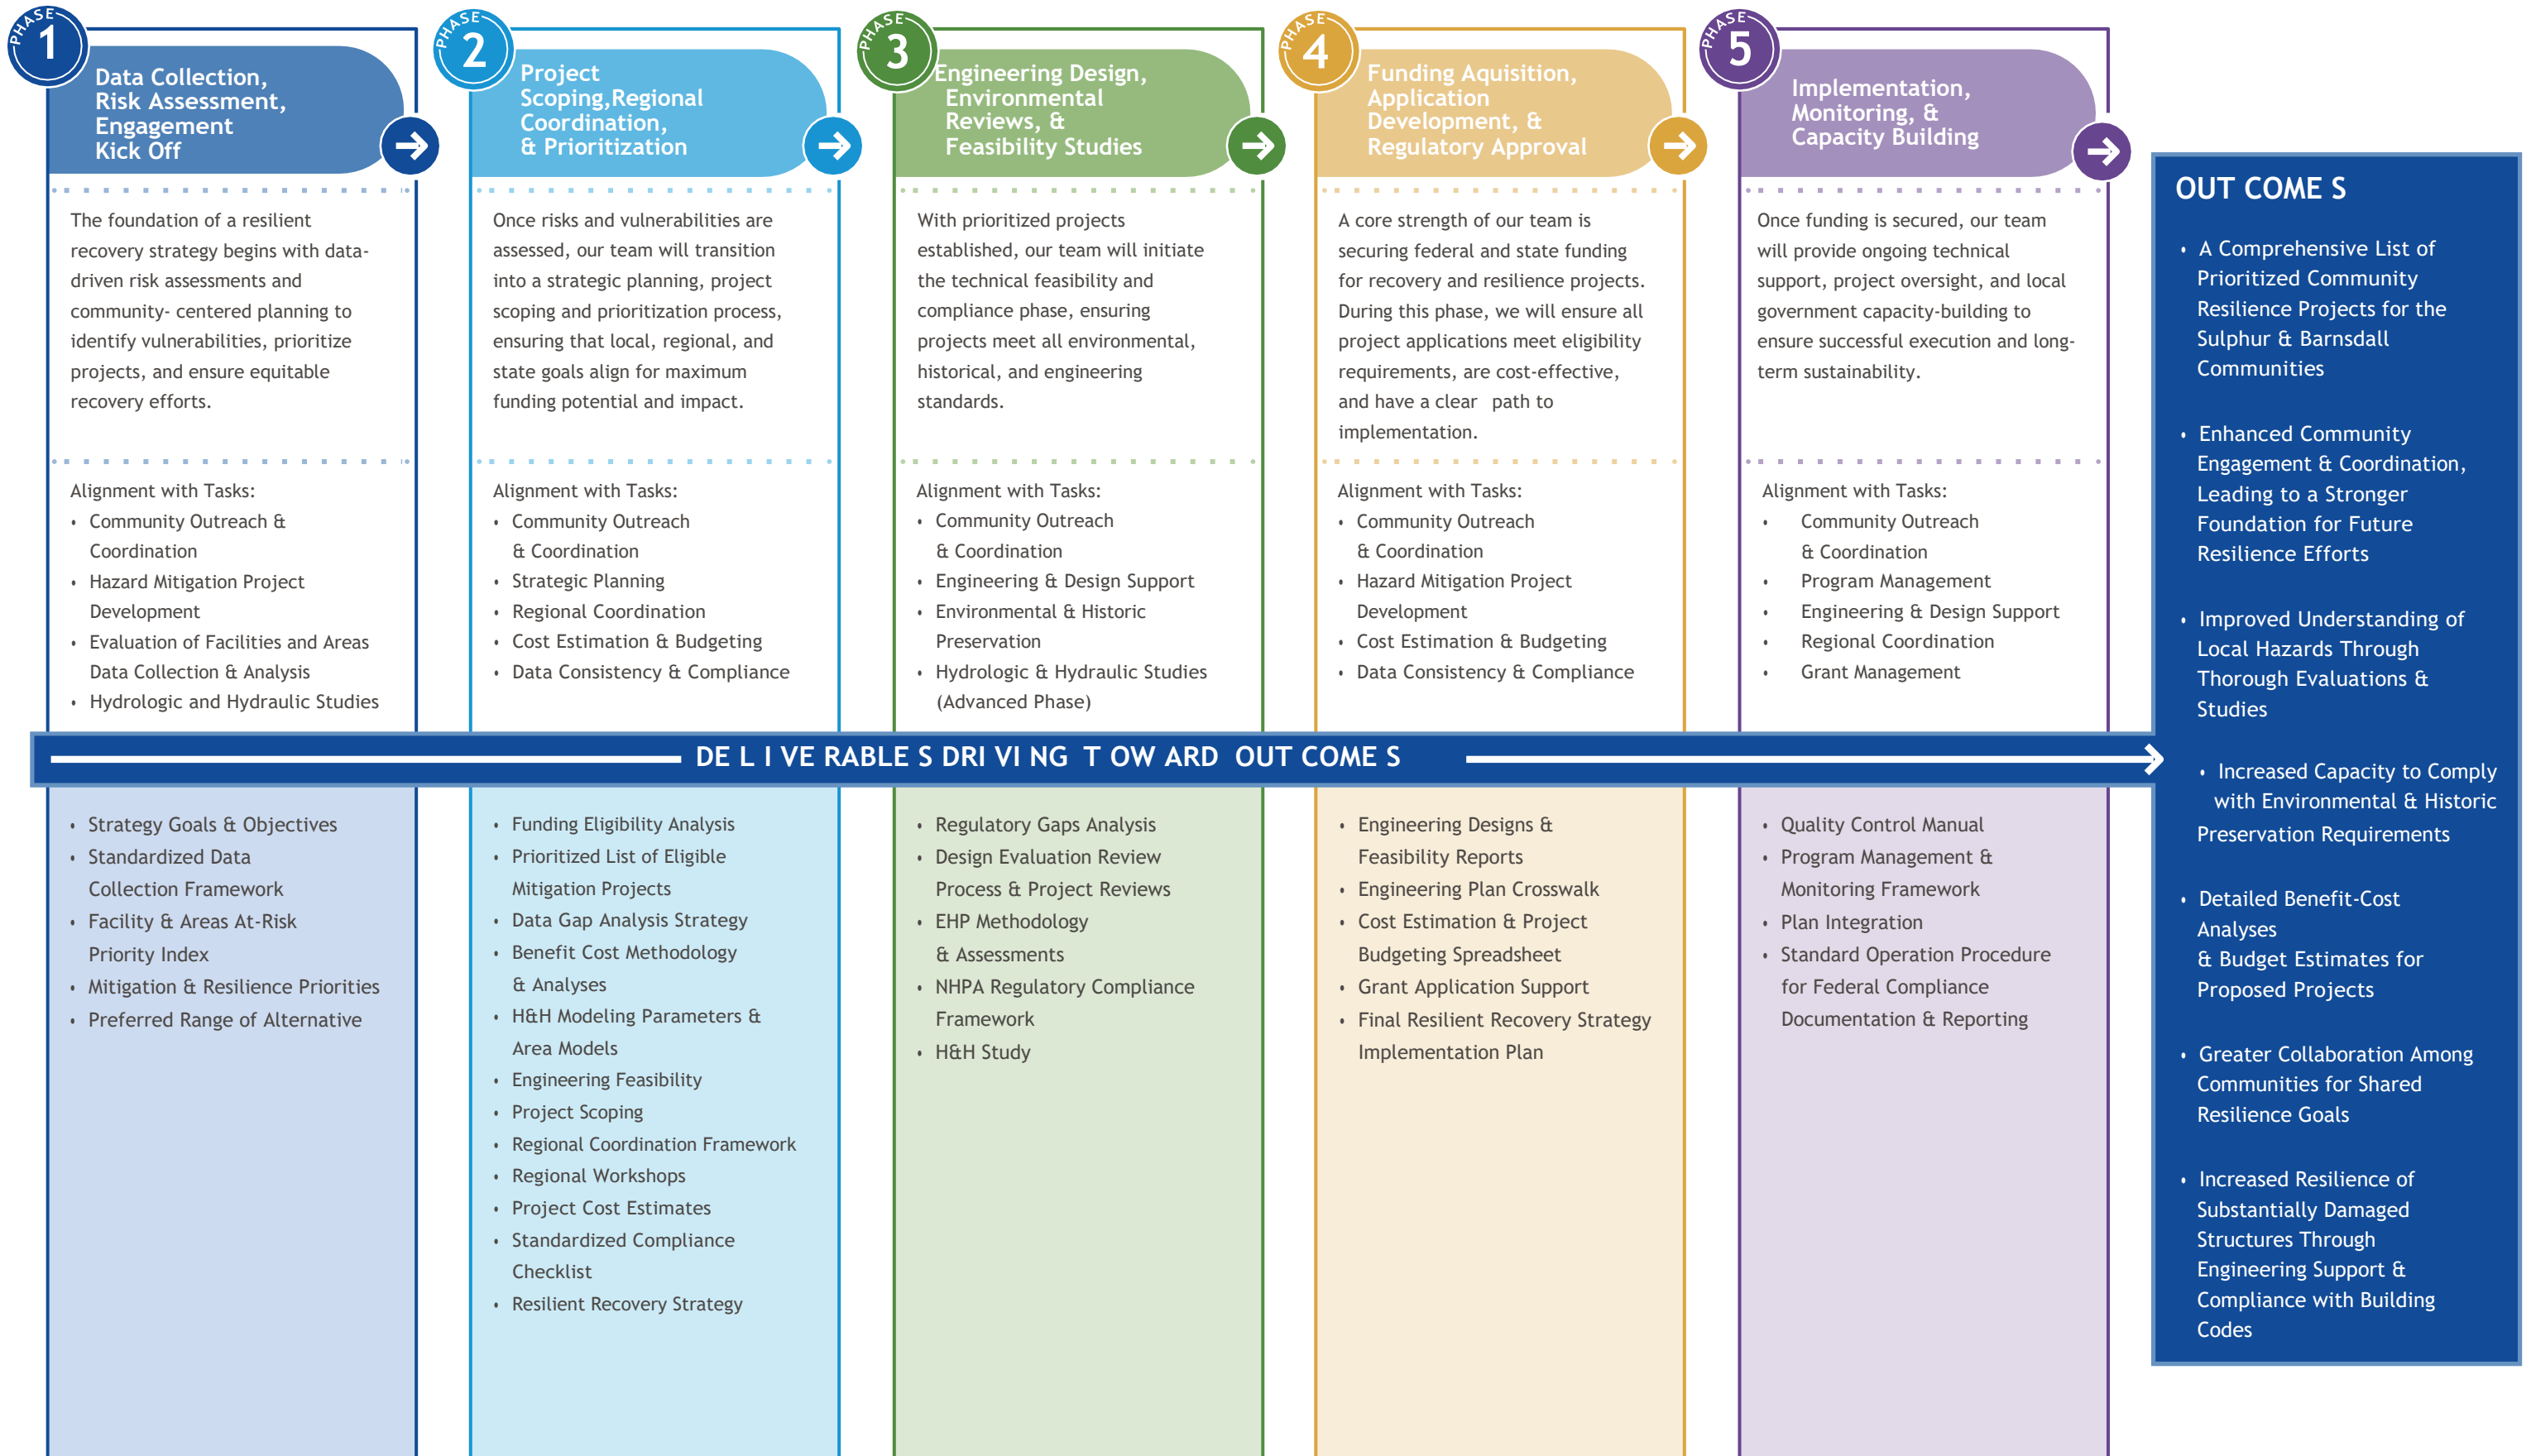 PHASE
1
Data Collection,
Risk Assessment,
Engagement
Kick Off
The foundation of a resilient
recovery strategy begins with data-
driven risk assessments and
community- centered planning to
identify vulnerabilities, prioritize
projects, and ensure equitable
recovery efforts.
Alignment with Tasks:
• Community Outreach &
Coordination
• Hazard Mitigation Project
Development
• Evaluation of Facilities and Areas
Data Collection & Analysis
• Hydrologic and Hydraulic Studies
PHASE
2
Project
Scoping,Regional
Coordination,
& Prioritization
Once risks and vulnerabilities are
assessed, our team will transition
into a strategic planning, project
scoping and prioritization process,
ensuring that local, regional, and
state goals align for maximum
funding potential and impact.
Alignment with Tasks:
• Community Outreach
& Coordination
• Strategic Planning
• Regional Coordination
• Cost Estimation & Budgeting
• Data Consistency & Compliance
PHASE
3
Engineering Design,
Environmental
Reviews, &
Feasibility Studies
With prioritized projects
established, our team will initiate
the technical feasibility and
compliance phase, ensuring
projects meet all environmental,
historical, and engineering
standards.
Alignment with Tasks:
• Community Outreach
& Coordination
• Engineering & Design Support
• Environmental & Historic
Preservation
• Hydrologic & Hydraulic Studies
(Advanced Phase)
PHASE
4
Funding Aquisition,
Application
Development, &
Regulatory Approval
A core strength of our team is
securing federal and state funding
for recovery and resilience projects.
During this phase, we will ensure all
project applications meet eligibility
requirements, are cost-effective,
and have a clear path to
implementation.
Alignment with Tasks:
• Community Outreach
& Coordination
• Hazard Mitigation Project
Development
• Cost Estimation & Budgeting
• Data Consistency & Compliance
PHASE
5
Implementation,
Monitoring, &
Capacity Building
Once funding is secured, our team
will provide ongoing technical
support, project oversight, and local
government capacity-building to
ensure successful execution and long-
term sustainability.
Alignment with Tasks:
• Community Outreach
& Coordination
• Program Management
• Engineering & Design Support
• Regional Coordination
• Grant Management
DE L I VE RABLE S DRI VI NG T OW ARD OUT COME S
• Strategy Goals & Objectives
• Standardized Data
Collection Framework
• Facility & Areas At-Risk
Priority Index
• Mitigation & Resilience Priorities
• Preferred Range of Alternative
• Funding Eligibility Analysis
• Prioritized List of Eligible
Mitigation Projects
• Data Gap Analysis Strategy
• Benefit Cost Methodology
& Analyses
• H&H Modeling Parameters &
Area Models
• Engineering Feasibility
• Project Scoping
• Regional Coordination Framework
• Regional Workshops
• Project Cost Estimates
• Standardized Compliance
Checklist
• Resilient Recovery Strategy
• Regulatory Gaps Analysis
• Design Evaluation Review
Process & Project Reviews
• EHP Methodology
& Assessments
• NHPA Regulatory Compliance
Framework
• H&H Study
• Engineering Designs &
Feasibility Reports
• Engineering Plan Crosswalk
• Cost Estimation & Project
Budgeting Spreadsheet
• Grant Application Support
• Final Resilient Recovery Strategy
Implementation Plan
• Quality Control Manual
• Program Management &
Monitoring Framework
• Plan Integration
• Standard Operation Procedure
for Federal Compliance
Documentation & Reporting
OUT COME S
• A Comprehensive List of
Prioritized Community
Resilience Projects for the
Sulphur & Barnsdall
Communities
• Enhanced Community
Engagement & Coordination,
Leading to a Stronger
Foundation for Future
Resilience Efforts
• Improved Understanding of
Local Hazards Through
Thorough Evaluations &
Studies
• Increased Capacity to Comply
with Environmental & Historic
Preservation Requirements
• Detailed Benefit-Cost
Analyses
& Budget Estimates for
Proposed Projects
• Greater Collaboration Among
Communities for Shared
Resilience Goals
• Increased Resilience of
Substantially Damaged
Structures Through
Engineering Support &
Compliance with Building
Codes